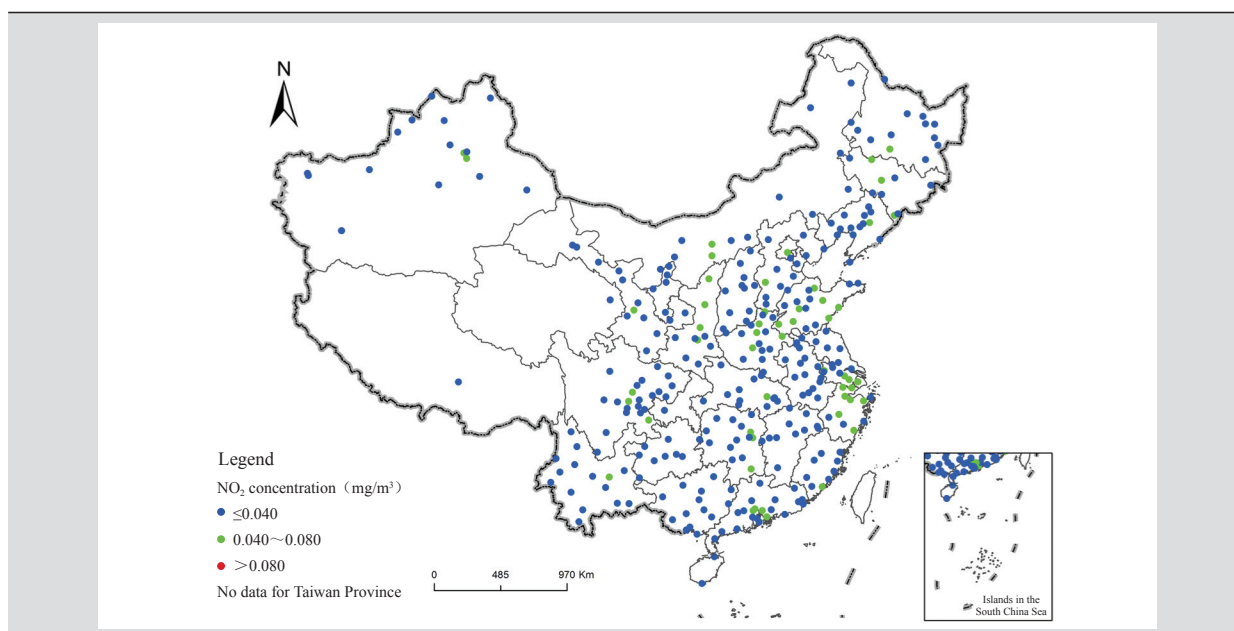 N
Legend
NO₂ concentration（mg/m³）
≤0.040
0.040～0.080
＞0.080
No data for Taiwan Province
0 485 970 Km
Islands in the
South China Sea